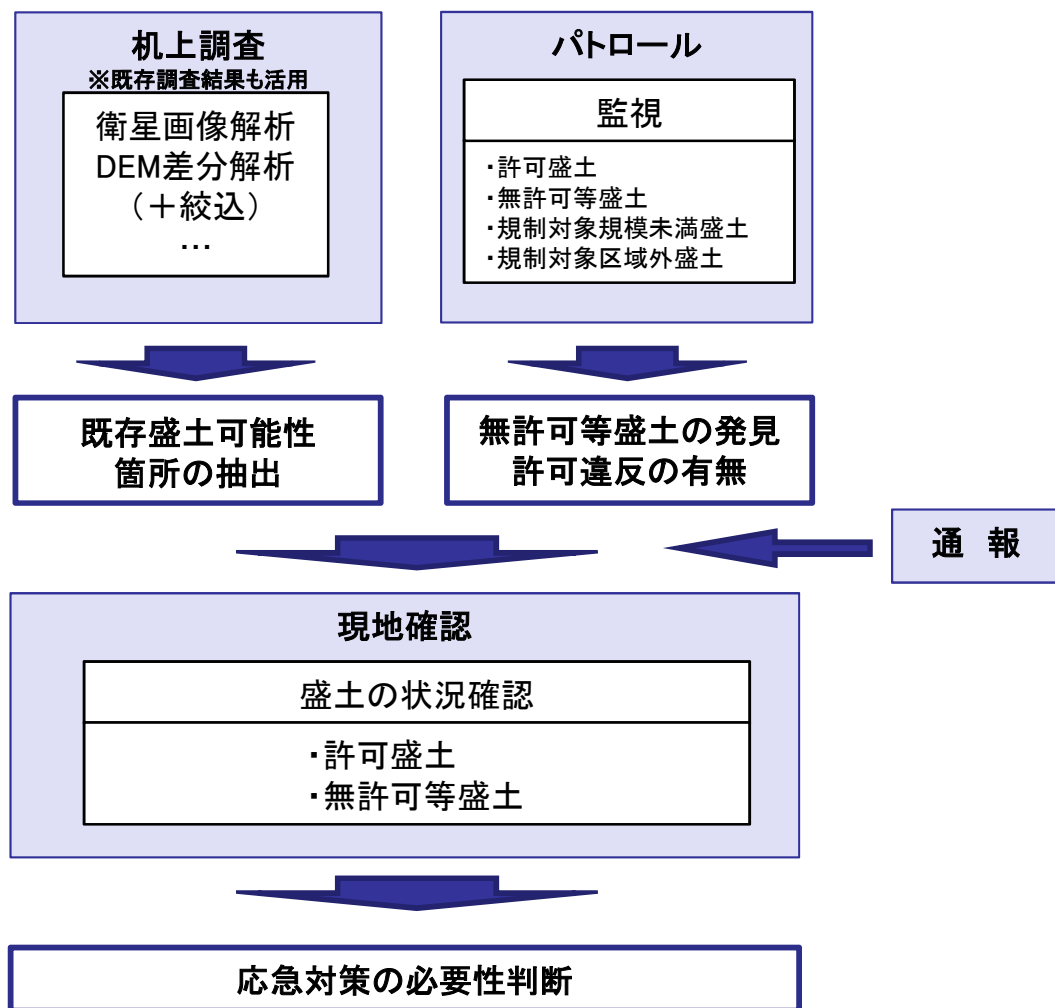 机上調査
※既存調査結果も活用
衛星画像解析
DEM差分解析
（＋絞込）
…
パトロール
監視
・許可盛土
・無許可等盛土
・規制対象規模未満盛土
・規制対象区域外盛土
既存盛土可能性
箇所の抽出
無許可等盛土の発見
許可違反の有無
通 報
現地確認
盛土の状況確認
・許可盛土
・無許可等盛土
応急対策の必要性判断